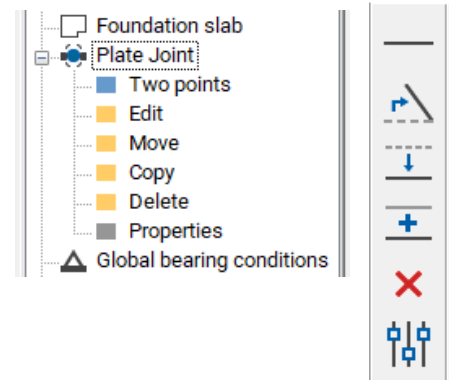 Foundation slab
Plate Joint
Two points
Edit
Move
Copy
Delete
Properties
Global bearing conditions